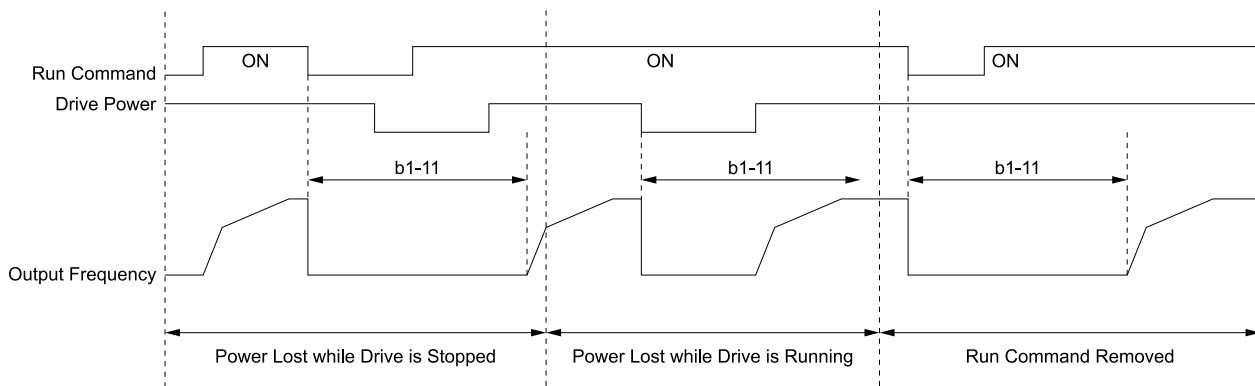 Run Command
ON
ON
ON
Drive Power
b1-11
b1-11
b1-11
Output Frequency
Power Lost while Drive is Stopped
Power Lost while Drive is Running
Run Command Removed